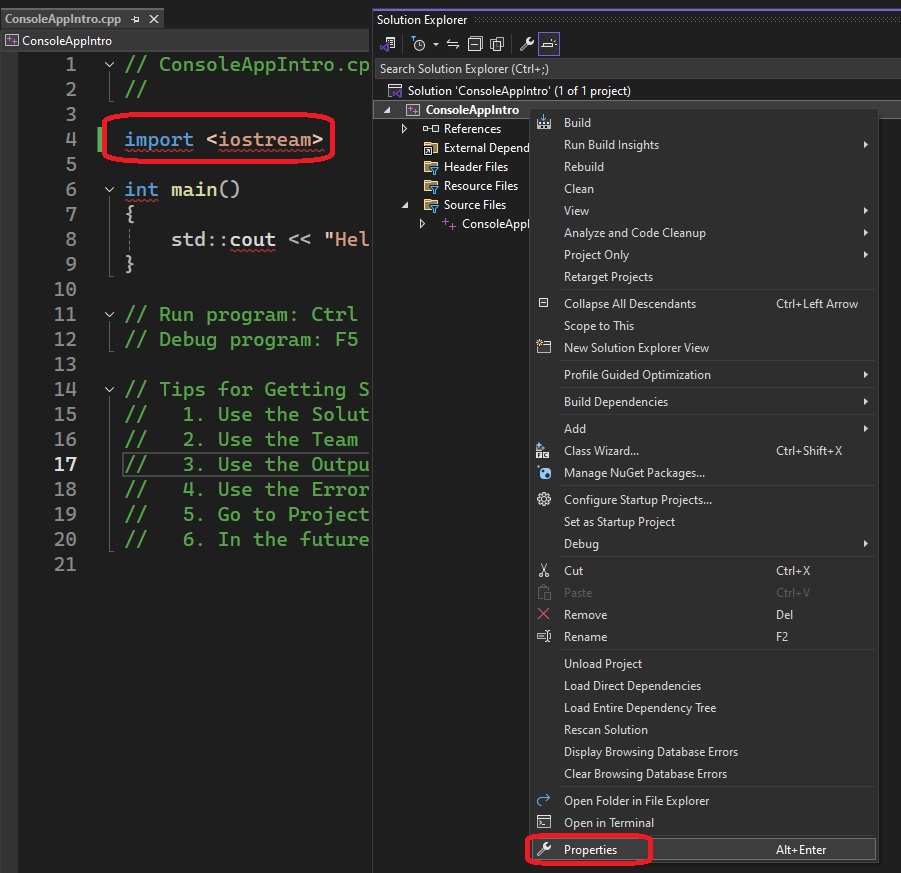 ConsoleAppIntro.cpp
ConsoleAppIntro
1 // ConsoleAppIntro.cp
2 //
3
4 import <iostream>
5
6 int main()
7 {
8 std::cout << "Hel
9 }
10
11 // Run program: Ctrl
12 // Debug program: F5
13
14 // Tips for Getting S
15 // 1. Use the Solut
16 // 2. Use the Team
17 // 3. Use the Outpu
18 // 4. Use the Error
19 // 5. Go to Project
20 // 6. In the future
21
Solution Explorer
Search Solution Explorer (Ctrl+;)
Solution 'ConsoleAppIntro' (1 of 1 project)
ConsoleAppIntro
References
External Depend
Header Files
Resource Files
Source Files
ConsoleAppI
Build
Run Build Insights
Rebuild
Clean
View
Analyze and Code Cleanup
Project Only
Retarget Projects
Collapse All Descendants Ctrl+Left Arrow
Scope to This
New Solution Explorer View
Profile Guided Optimization
Build Dependencies
Add
Class Wizard... Ctrl+Shift+X
Manage NuGet Packages...
Configure Startup Projects...
Set as Startup Project
Debug
Cut Ctrl+X
Paste Ctrl+V
Remove Del
Rename F2
Unload Project
Load Direct Dependencies
Load Entire Dependency Tree
Rescan Solution
Display Browsing Database Errors
Clear Browsing Database Errors
Open Folder in File Explorer
Open in Terminal
Properties Alt+Enter